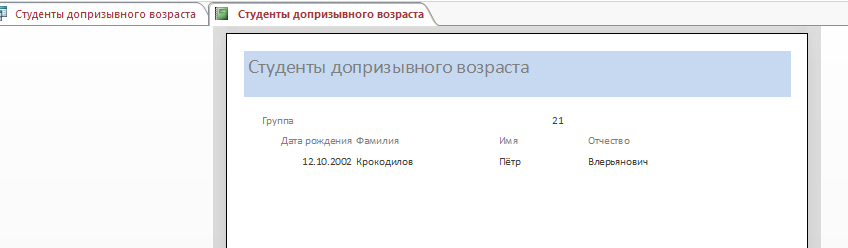 Студенты допризывного возраста Студенты допризывного возраста
Студенты допризывного возраста
Группа 21
Дата рождения Фамилия Имя Отчество
12.10.2002 Крокодилов Пётр Влерьянович